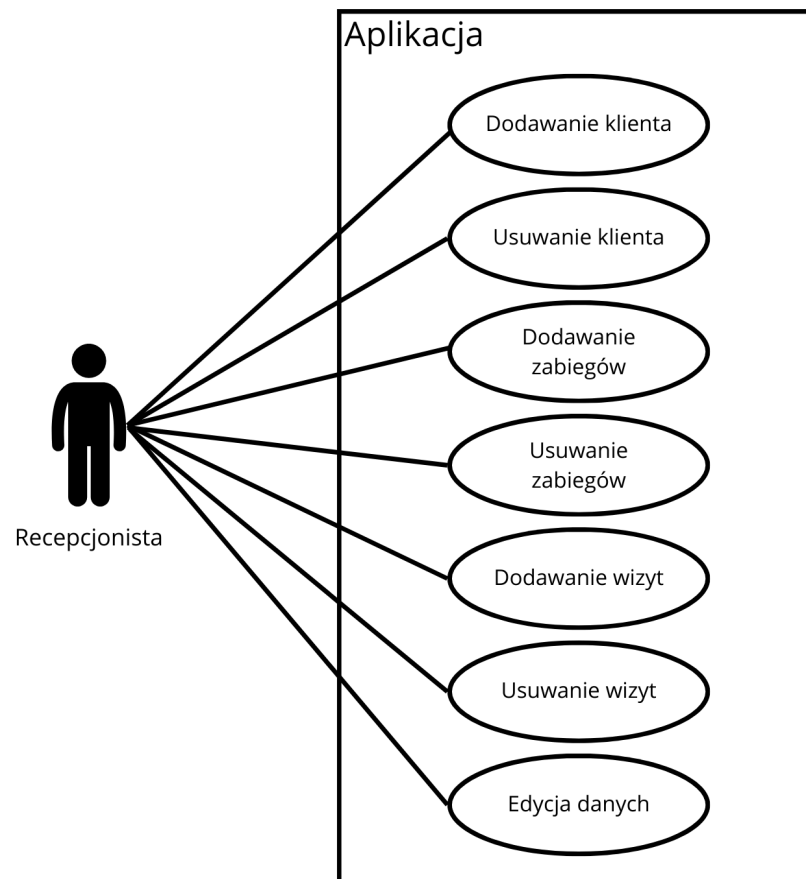 Aplikacja
Dodawanie klienta
Usuwanie klienta
Dodawanie
zabiegów
Usuwanie
zabiegów
Recepcjonista
Dodawanie wizyt
Usuwanie wizyt
Edycja danych